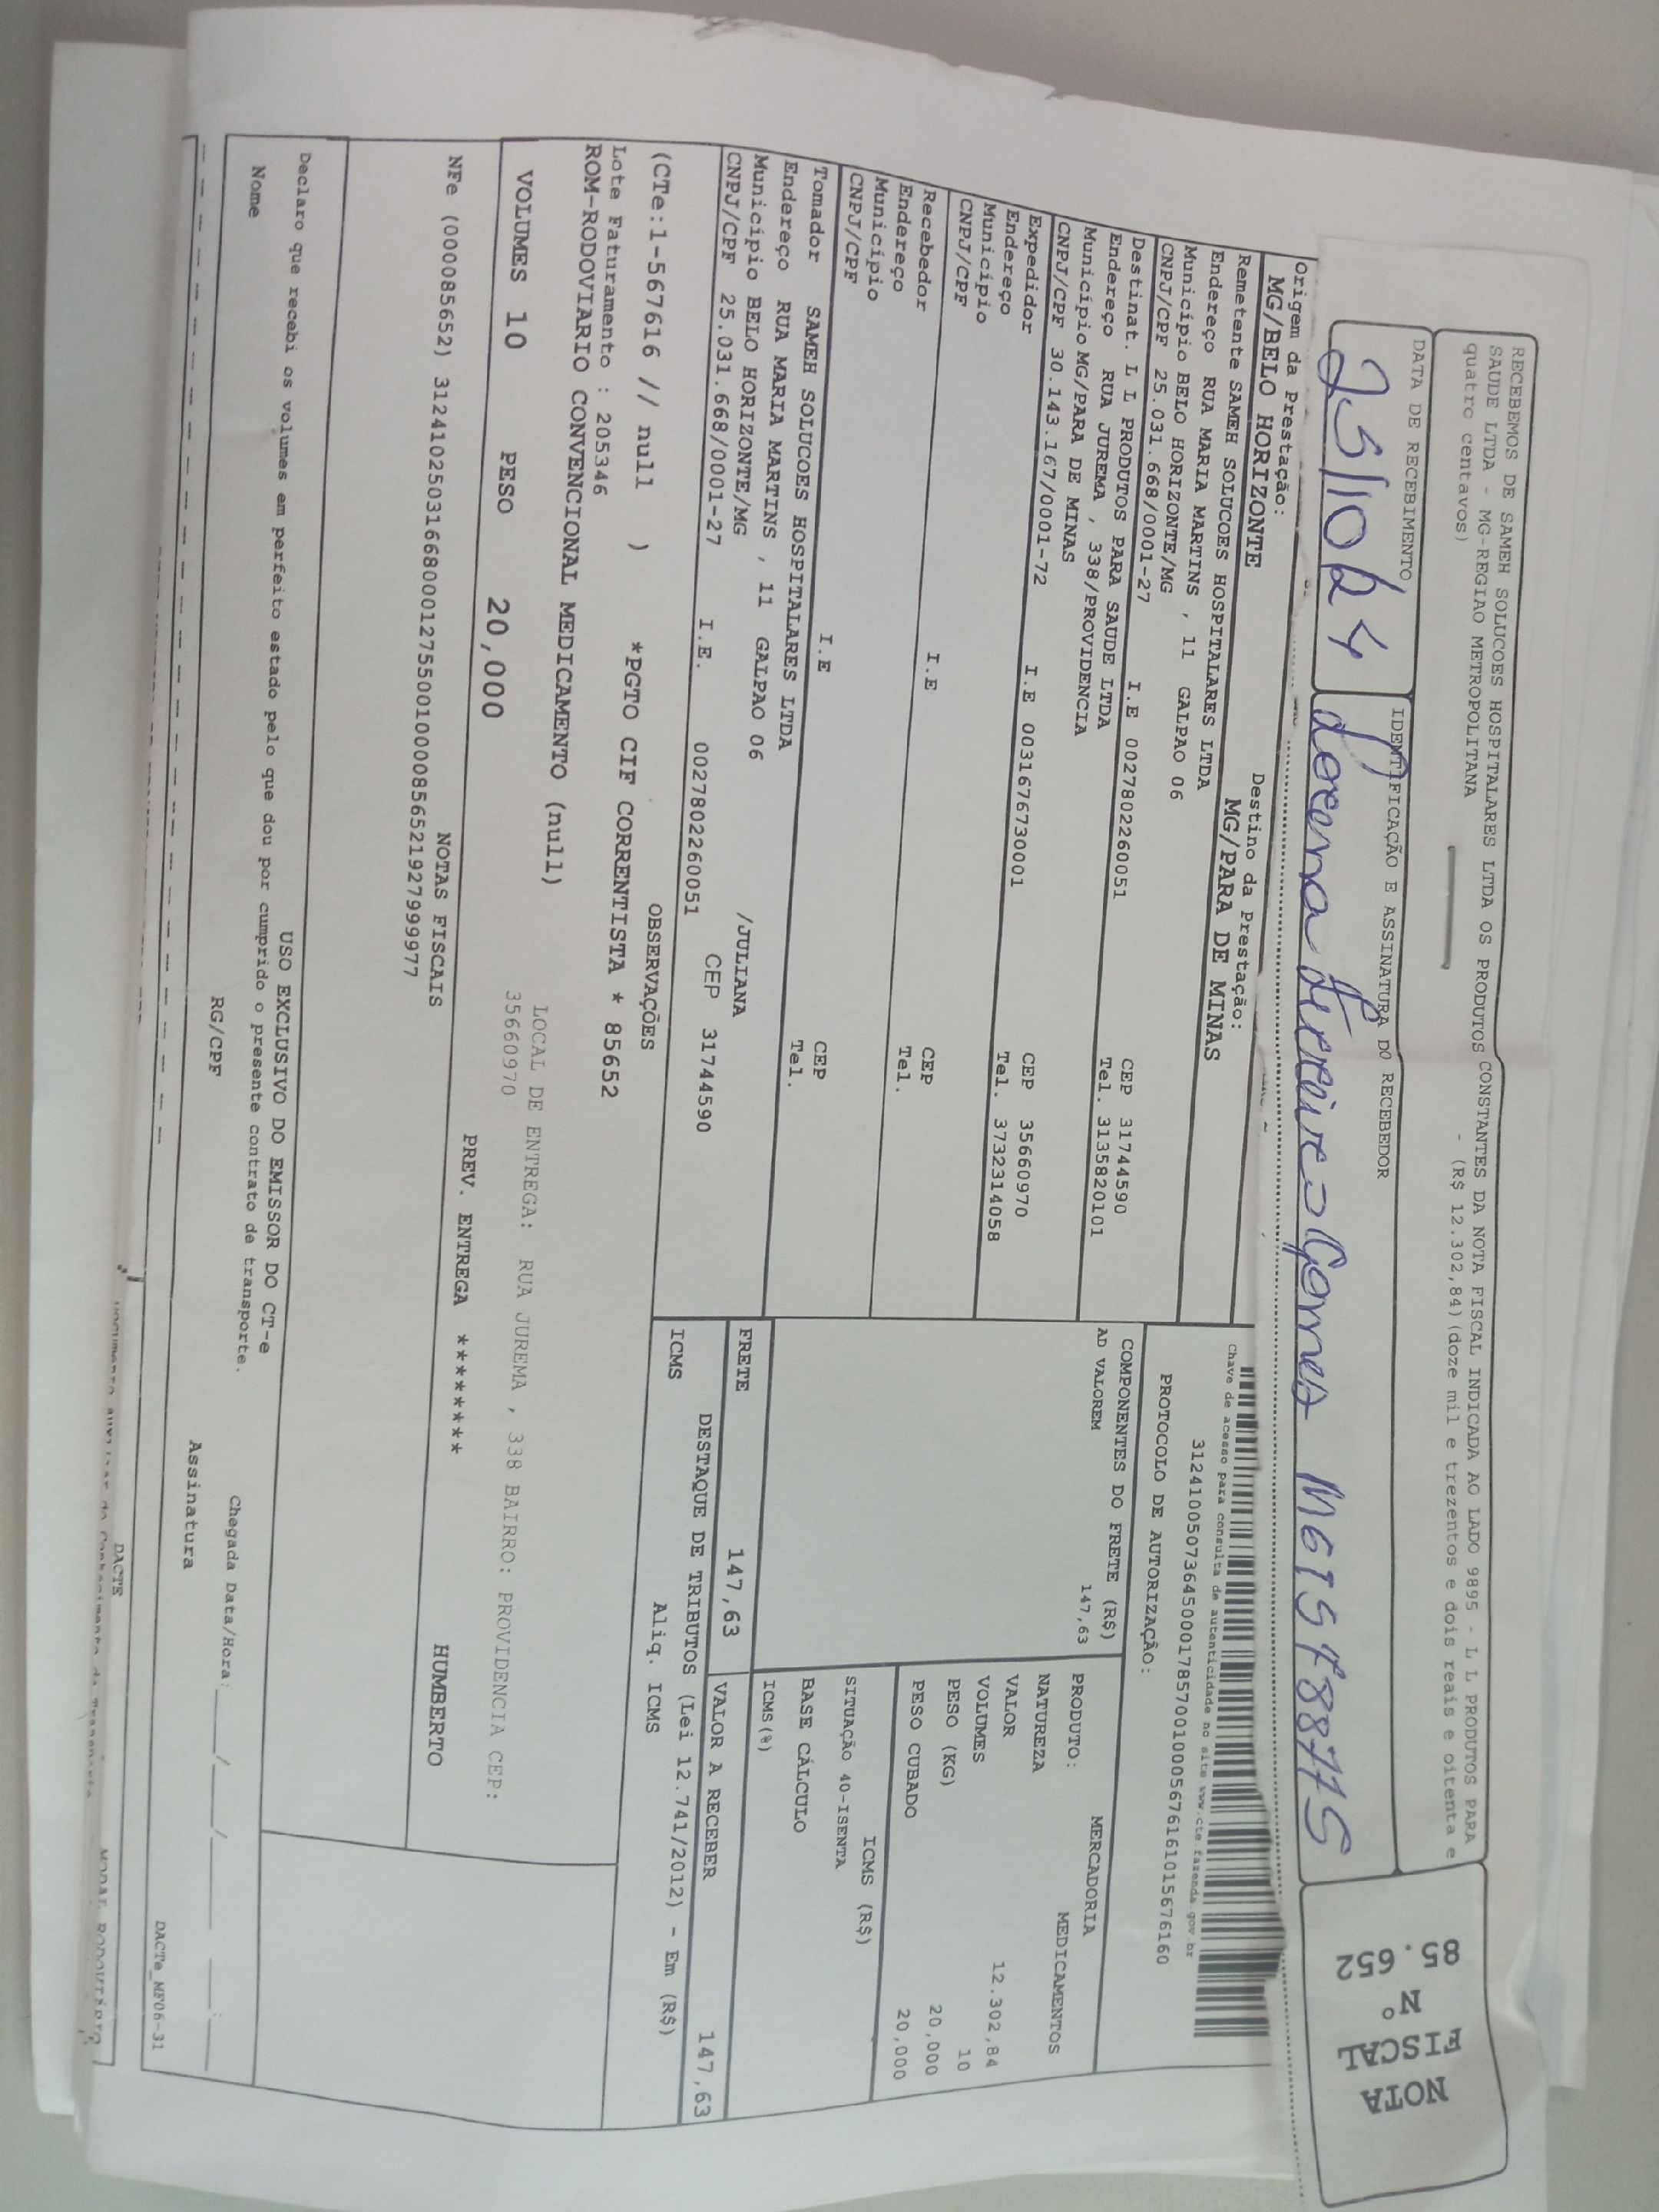 RECEBEMOS DE SAMEH SOLUCOES HOSPITALARES LTDA OS PRODUTOS CONSTANTES DA NOTA FISCAL INDICADA AO LADO 9895 - L L PRODUTOS PARA
SAUDE LTDA - MG-REGIAO METROPOLITANA - (R$ 12.302,84)(doze mil e trezentos e dois reais e oitenta e
quatro centavos)
DATA DE RECEBIMENTO
IDENTIFICAÇÃO E ASSINATURA DO RECEBEDOR
NOTA
FISCAL
Nº
85.652
Origem da Prestação:
MG/BELO HORIZONTE
Destino da Prestação:
MG/PARA DE MINAS
Remetente SAMEH SOLUCOES HOSPITALARES LTDA
Endereço RUA MARIA MARTINS , 11 GALPAO 06
Município BELO HORIZONTE/MG CEP 31744590
CNPJ/CPF 25.031.668/0001-27 I.E 0027802260051 Tel. 3135820101
Destinat. L L PRODUTOS PARA SAUDE LTDA
Endereço RUA JUREMA , 338/PROVIDENCIA
Município MG/PARA DE MINAS CEP 35660970
CNPJ/CPF 30.143.167/0001-72 I.E 0031676730001 Tel. 3732314058
Expedidor
Endereço
Município CEP
CNPJ/CPF I.E Tel.
Recebedor
Endereço
Município CEP
CNPJ/CPF I.E Tel.
Tomador SAMEH SOLUCOES HOSPITALARES LTDA
Endereço RUA MARIA MARTINS , 11 GALPAO 06
Município BELO HORIZONTE/MG /JULIANA
CNPJ/CPF 25.031.668/0001-27 I.E. 0027802260051 CEP 31744590
Chave de acesso para consulta de autenticidade no site www.cte.fazenda.gov.br
PROTOCOLO DE AUTORIZAÇÃO:
COMPONENTES DO FRETE (R$)
AD VALOREM 147,63
PRODUTO: MERCADORIA
NATUREZA MEDICAMENTOS
VALOR 12.302,84
VOLUMES 10
PESO (KG) 20,000
PESO CUBADO 20,000
ICMS (R$)
SITUAÇÃO 40-ISENTA
BASE CÁLCULO
ICMS(%)
FRETE 147,63
VALOR A RECEBER 147,63
DESTAQUE DE TRIBUTOS (Lei 12.741/2012) - Em (R$)
ICMS Aliq. ICMS
OBSERVAÇÕES
(CTe:1-567616 // null ) *PGTO CIF CORRENTISTA * 85652
Lote Faturamento : 205346
ROM-RODOVIARIO CONVENCIONAL MEDICAMENTO (null)
LOCAL DE ENTREGA: RUA JUREMA , 338 BAIRRO: PROVIDENCIA CEP:
35660970
VOLUMES 10 PESO 20,000 PREV. ENTREGA ******** HUMBERTO
NOTAS FISCAIS
NFe (000085652) 31241025031668000127550010000856521927999977
USO EXCLUSIVO DO EMISSOR DO CT-e
Declaro que recebi os volumes em perfeito estado pelo que dou por cumprido o presente contrato de transporte.
Nome RG/CPF Assinatura Chegada Data/Hora:____/____/____ ___:___
DACTe_MF06-31
DACTE